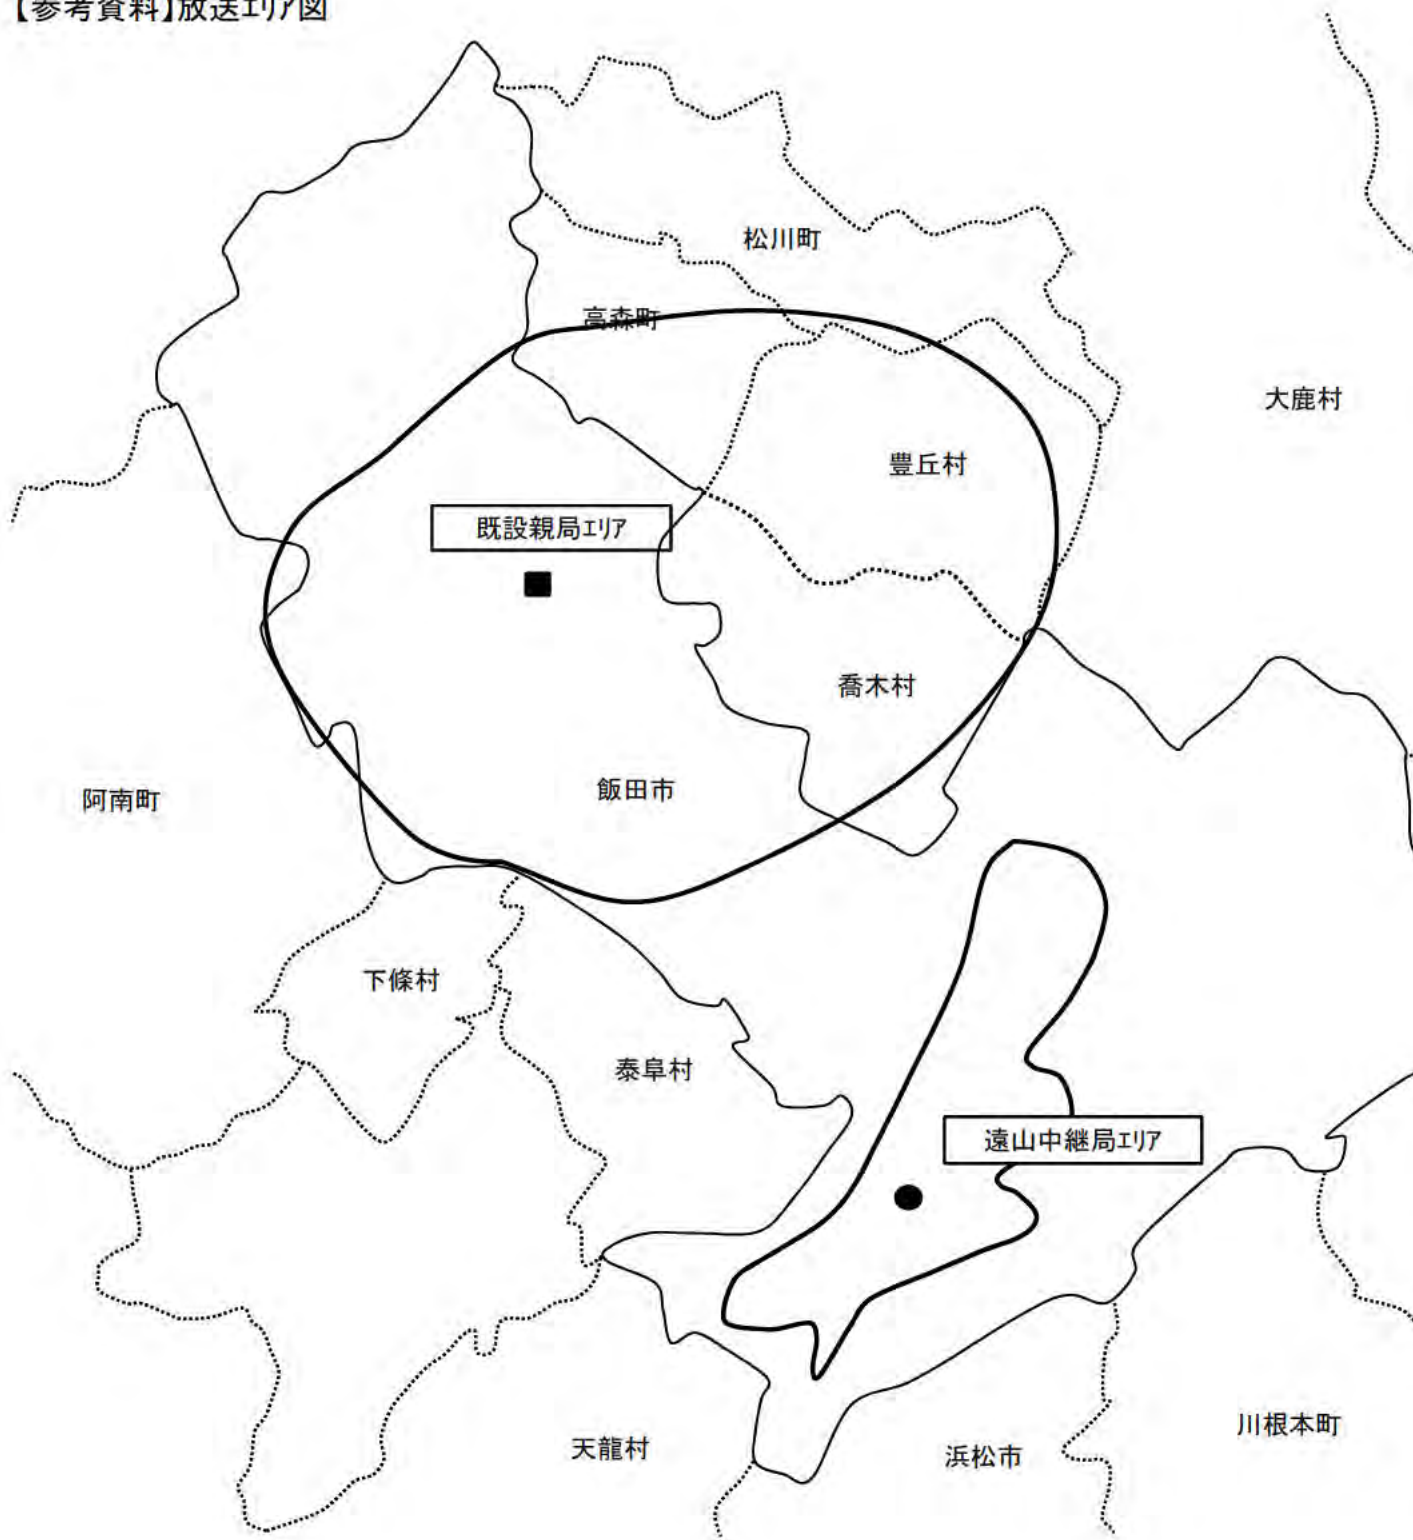 【参考資料】放送ｴﾘｱ図
松川町
高森町
大鹿村
豊丘村
既設親局ｴﾘｱ
喬木村
飯田市
阿南町
下條村
泰阜村
遠山中継局ｴﾘｱ
川根本町
天龍村
浜松市